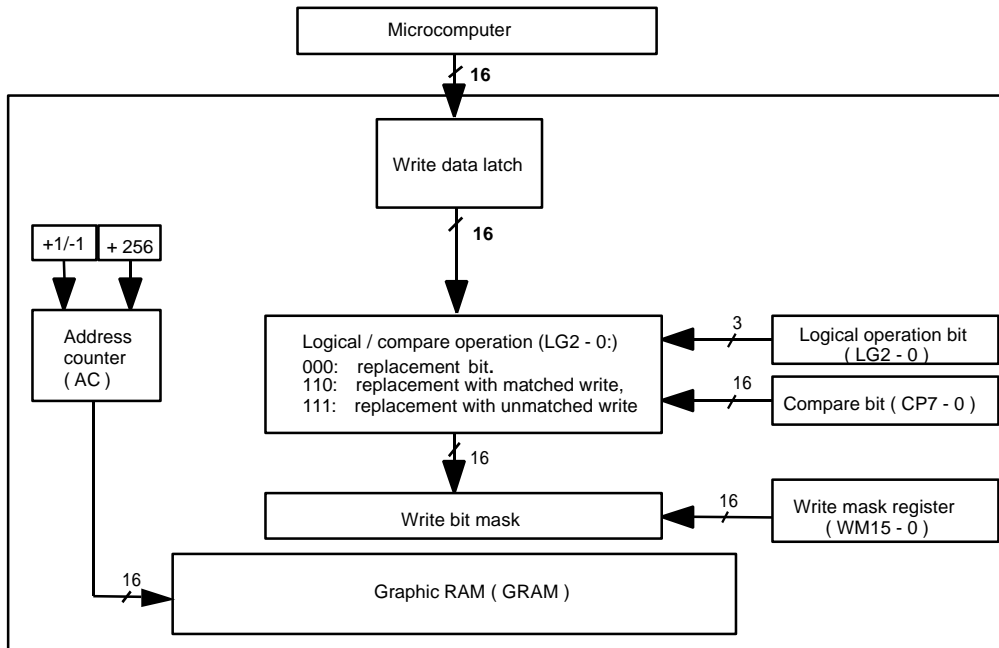 Microcomputer
16
Write data latch
16
+1/-1
+ 256
Address
counter
( AC )
Logical / compare operation (LG2 - 0:)
000: replacement bit.
110: replacement with matched write,
111: replacement with unmatched write
3
Logical operation bit
( LG2 - 0 )
16
Compare bit ( CP7 - 0 )
16
Write bit mask
16
Write mask register
( WM15 - 0 )
16
Graphic RAM ( GRAM )